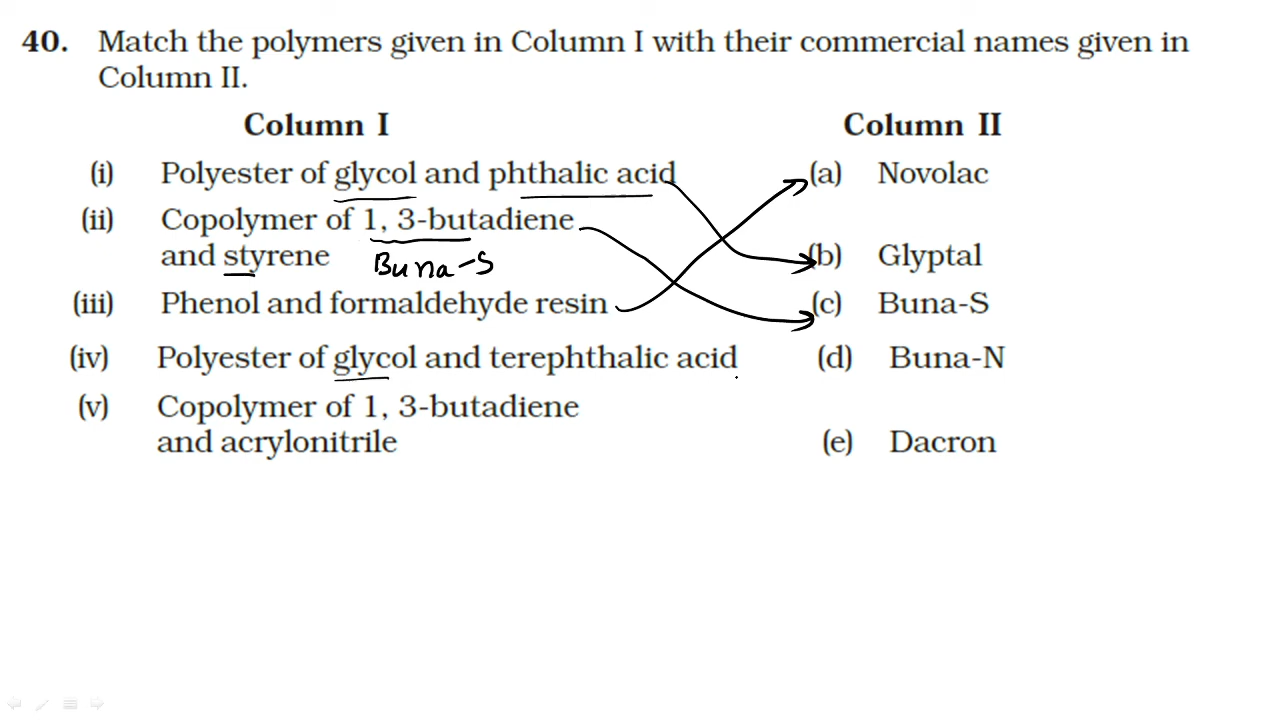 40. Match the polymers given in Column I with their commercial names given in
Column II.
Column I Column II
(i) Polyester of glycol and phthalic acid (a) Novolac
(ii) Copolymer of 1, 3-butadiene
and styrene (b) Glyptal
Buna-S
(iii) Phenol and formaldehyde resin (c) Buna-S
(iv) Polyester of glycol and terephthalic acid (d) Buna-N
(v) Copolymer of 1, 3-butadiene
and acrylonitrile (e) Dacron